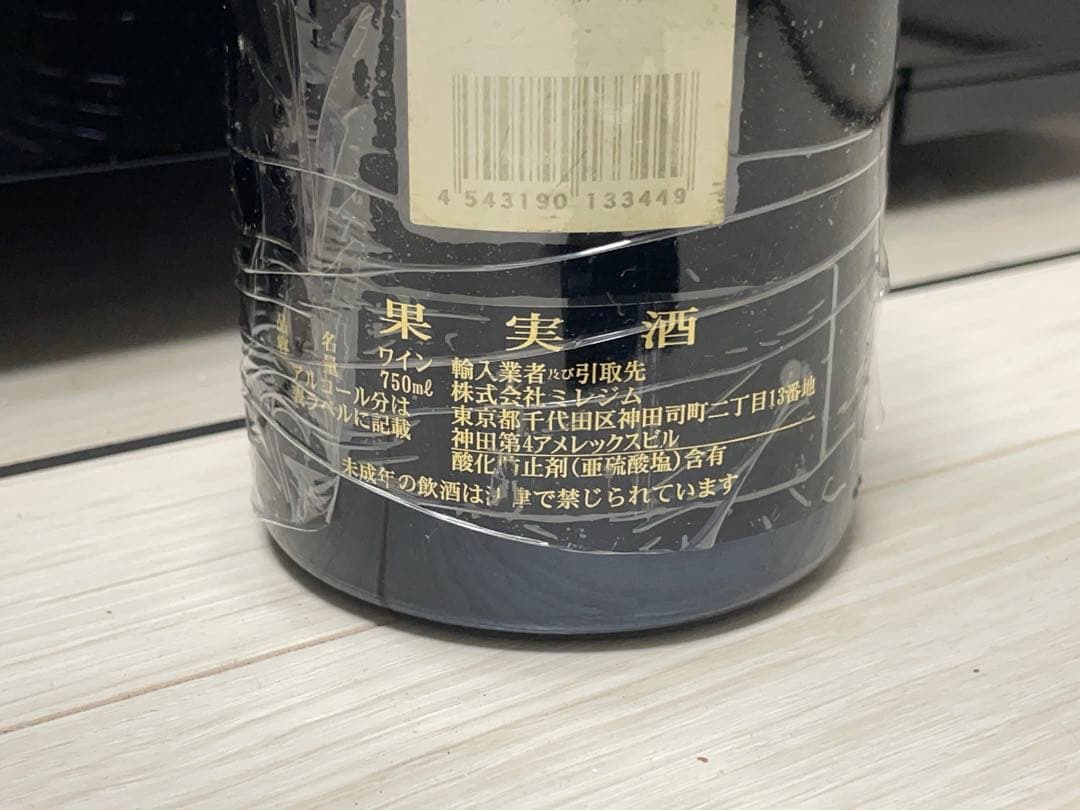 4 543190 133449
果実酒
品名 ワイン
容量 750mℓ
アルコール分は
表ラベルに記載
輸入業者及び引取先
株式会社ミレジム
東京都千代田区神田司町二丁目13番地
神田第4アメレックスビル
酸化防止剤(亜硫酸塩)含有
未成年の飲酒は法律で禁じられています